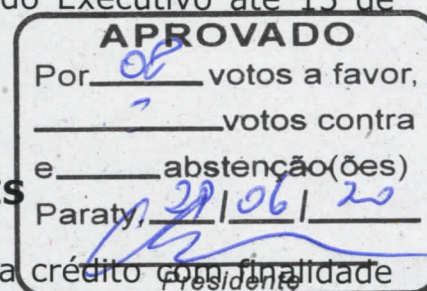 do Executivo até 15 de
APROVADO
Por 08 votos a favor,
- votos contra
e abstenção(ões)
Paraty, 29/06/20
a crédito com finalidade
Presidente